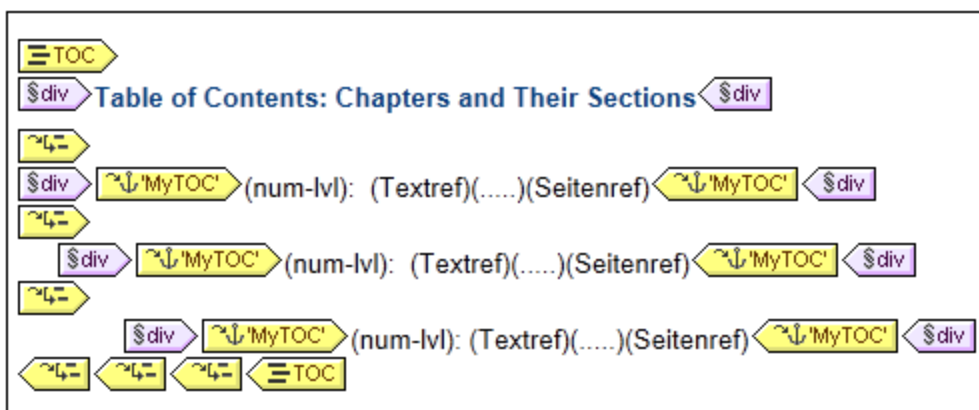 TOC
§div Table of Contents: Chapters and Their Sections §div
§div 'MyTOC' (num-lvl): (Textref)(.....)(Seitenref) 'MyTOC' §div
§div 'MyTOC' (num-lvl): (Textref)(.....)(Seitenref) 'MyTOC' §div
§div 'MyTOC' (num-lvl): (Textref)(.....)(Seitenref) 'MyTOC' §div
TOC